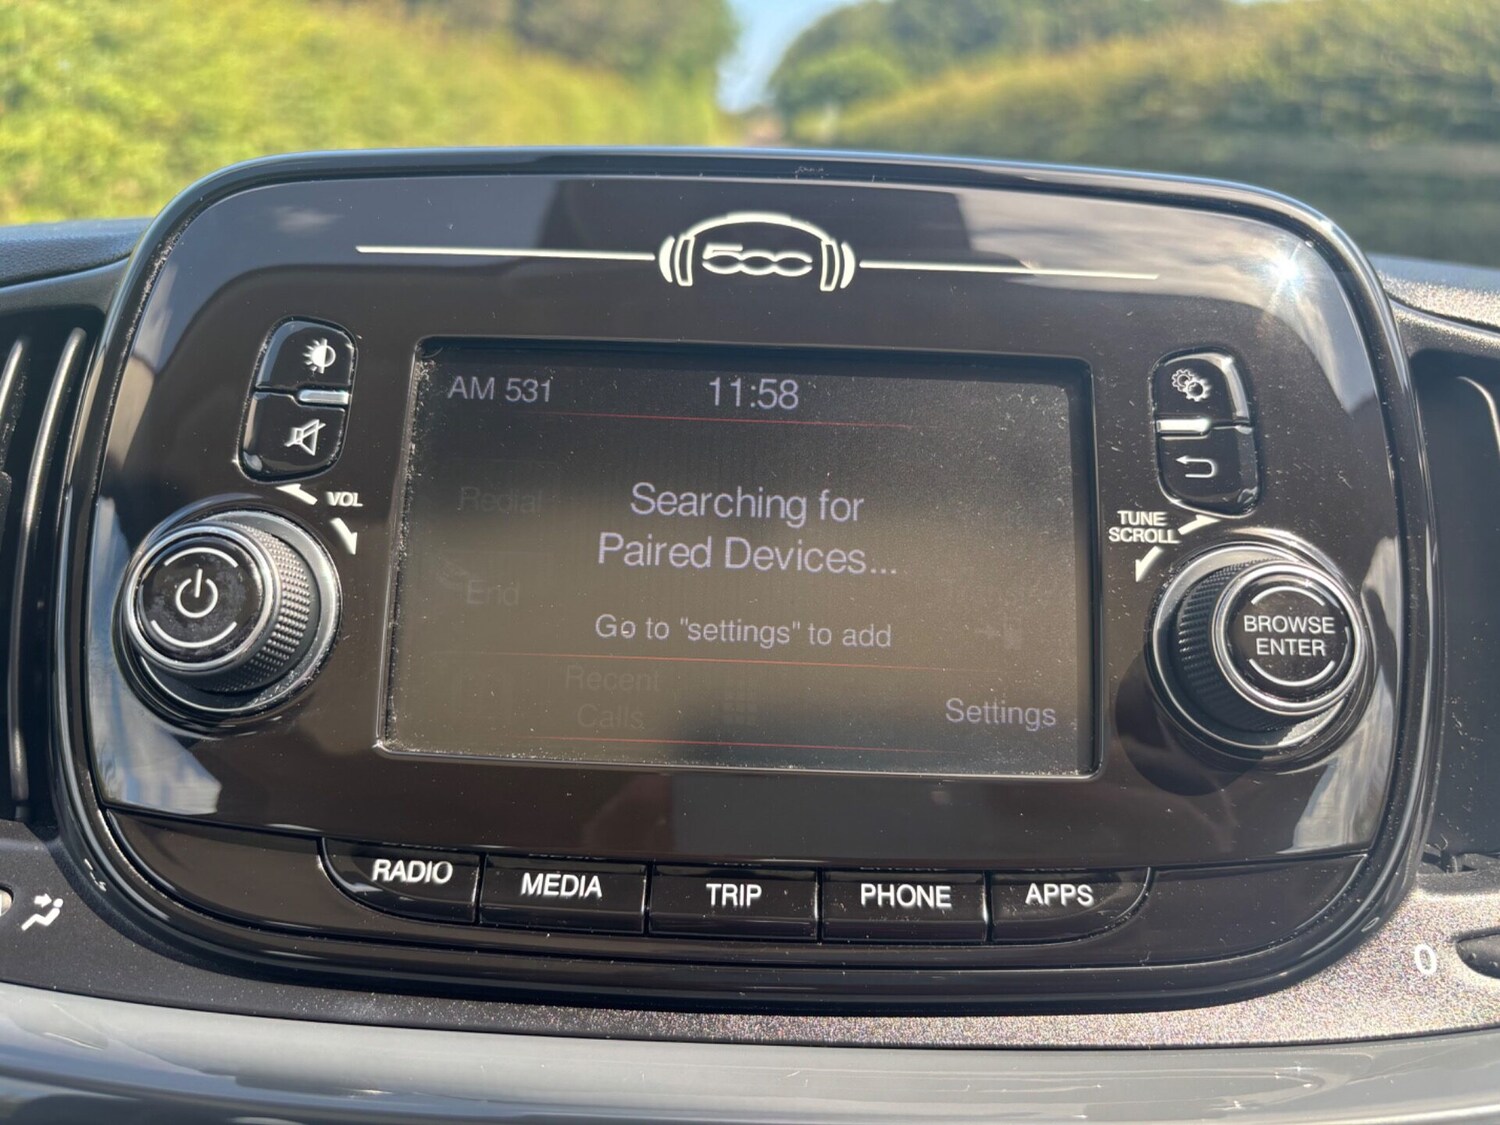 500
AM 531 11:58
Redial
Searching for
Paired Devices...
End
Go to "settings" to add
Recent
Calls
Settings
VOL
TUNE
SCROLL
BROWSE
ENTER
RADIO MEDIA TRIP PHONE APPS
0